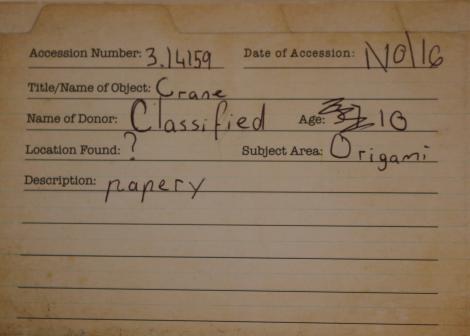 Accession Number: 3.14159 Date of Accession: NO/16
Title/Name of Object: Crane
Name of Donor: Classified Age: 10
Location Found: ? Subject Area: Origami
Description: papery